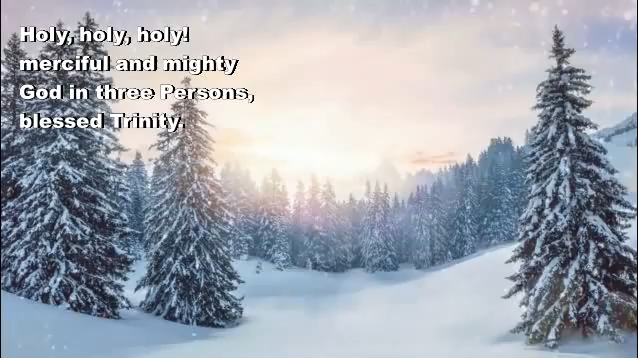 Holy, holy, holy!
merciful and mighty
God in three Persons,
blessed Trinity.